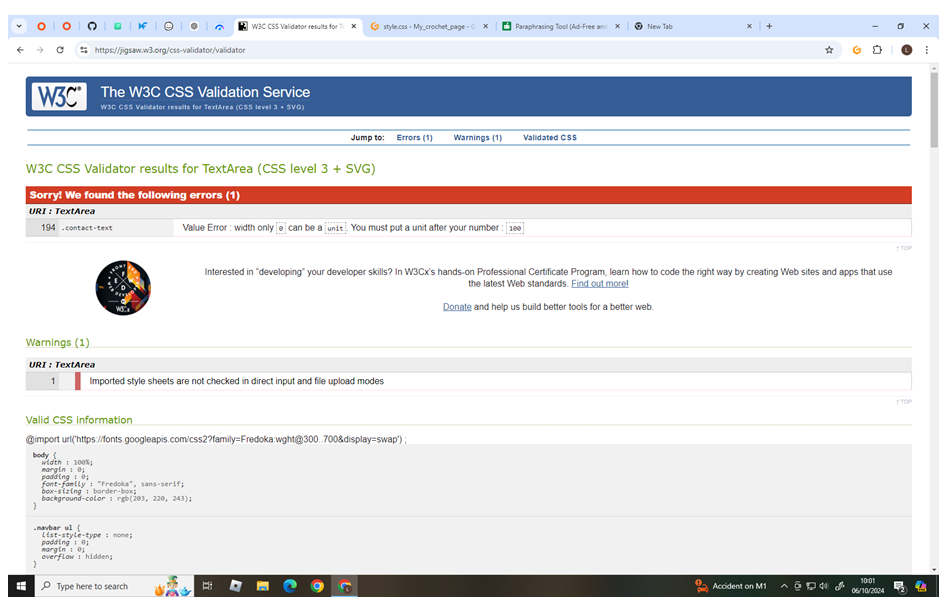 W3C CSS Validator results for T
style.css - My_crochet_page - G
Paraphrasing Tool (Ad-Free and
New Tab
https://jigsaw.w3.org/css-validator/validator
L
W3C® The W3C CSS Validation Service
W3C CSS Validator results for TextArea (CSS level 3 + SVG)
Jump to: Errors (1) Warnings (1) Validated CSS
W3C CSS Validator results for TextArea (CSS level 3 + SVG)
Sorry! We found the following errors (1)
URI : TextArea
194 .contact-text Value Error : width only 0 can be a unit. You must put a unit after your number : 100
↑ TOP
Interested in "developing" your developer skills? In W3Cx's hands-on Professional Certificate Program, learn how to code the right way by creating Web sites and apps that use
the latest Web standards. Find out more!
Donate and help us build better tools for a better web.
Warnings (1)
URI : TextArea
1 Imported style sheets are not checked in direct input and file upload modes
↑ TOP
Valid CSS information
@import url('https://fonts.googleapis.com/css2?family=Fredoka:wght@300..700&display=swap') ;
body {
width : 100%;
margin : 0;
padding : 0;
font-family : "Fredoka", sans-serif;
box-sizing : border-box;
background-color : rgb(203, 220, 243);
}
.navbar ul {
list-style-type : none;
padding : 0;
margin : 0;
overflow : hidden;
}
Type here to search
Accident on M1
10:01
06/10/2024
2